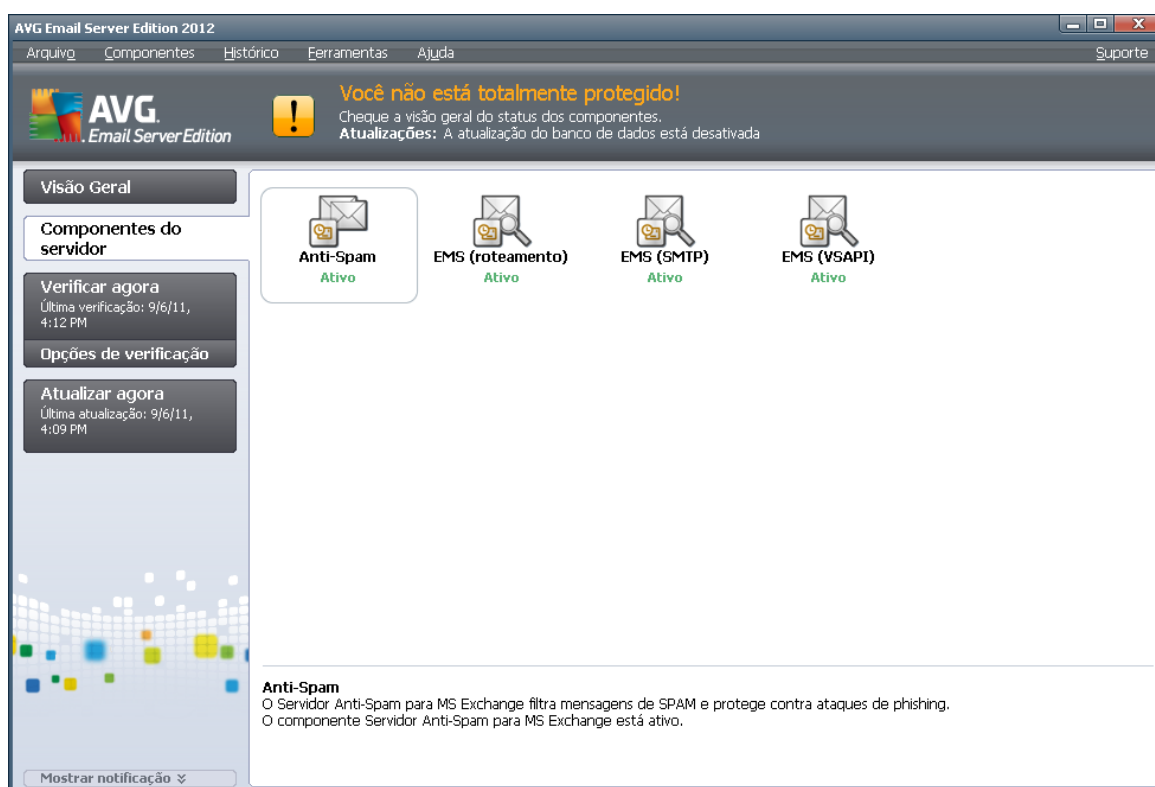 AVG Email Server Edition 2012
Arquivo Componentes Histórico Ferramentas Ajuda Suporte
AVG.
Email Server Edition
Você não está totalmente protegido!
Cheque a visão geral do status dos componentes.
Atualizações: A atualização do banco de dados está desativada
Visão Geral
Componentes do
servidor
Verificar agora
Última verificação: 9/6/11,
4:12 PM
Opções de verificação
Atualizar agora
Última atualização: 9/6/11,
4:09 PM
Anti-Spam
Ativo
EMS (roteamento)
Ativo
EMS (SMTP)
Ativo
EMS (VSAPI)
Ativo
Anti-Spam
O Servidor Anti-Spam para MS Exchange filtra mensagens de SPAM e protege contra ataques de phishing.
O componente Servidor Anti-Spam para MS Exchange está ativo.
Mostrar notificação